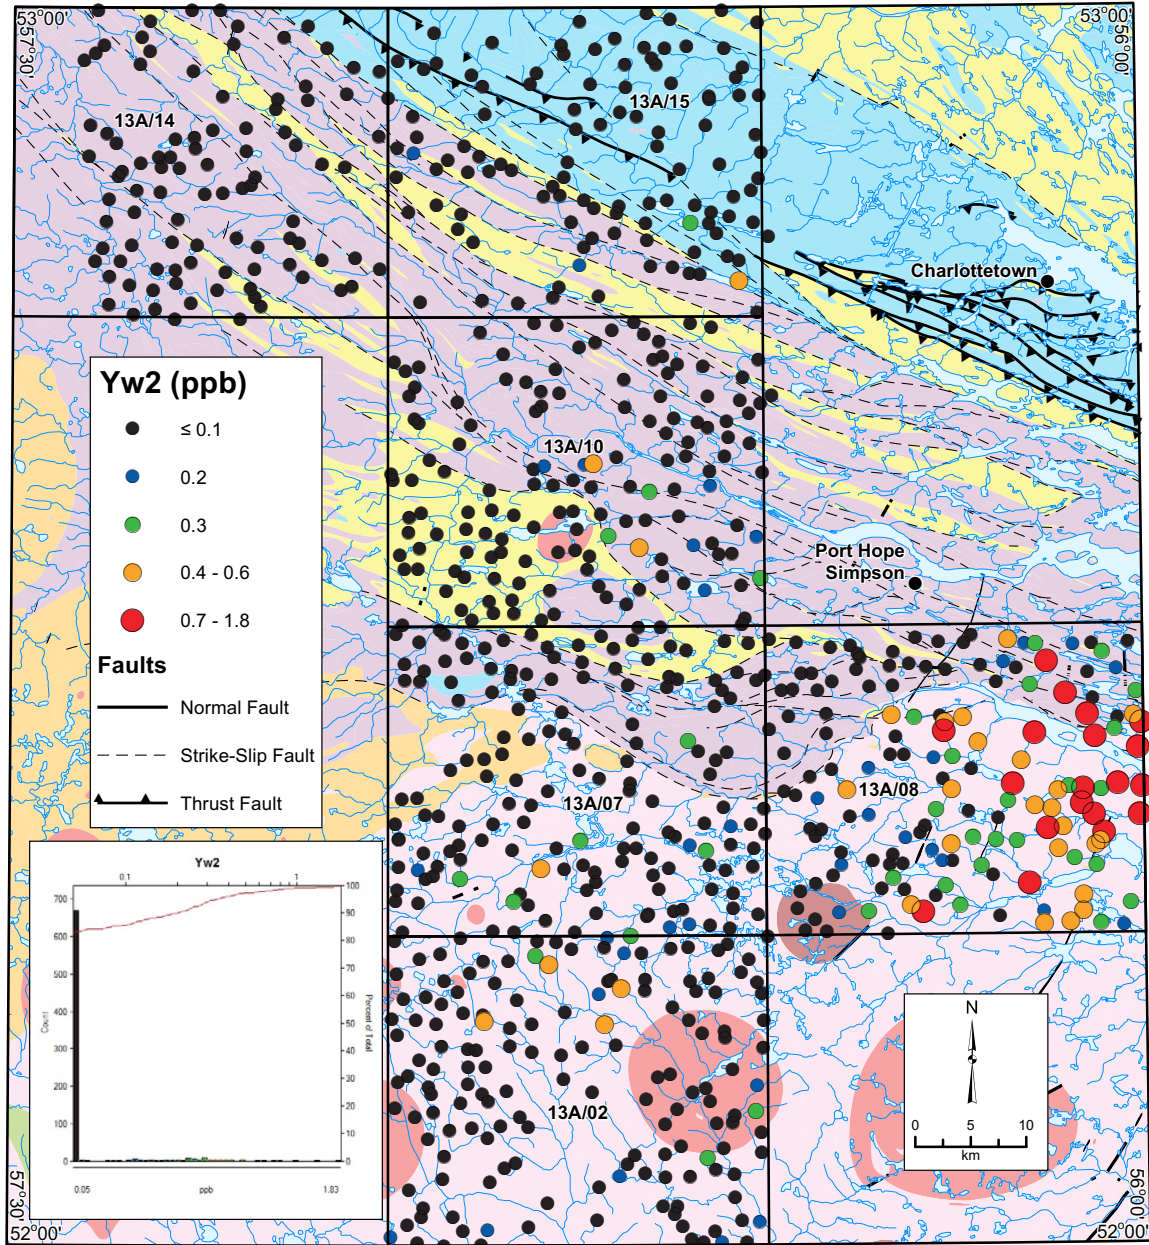 53°00'
53°00'
57°30'
56°00'
13A/14
13A/15
Charlottetown
Yw2 (ppb)
≤ 0.1
0.2
0.3
0.4 - 0.6
0.7 - 1.8
Faults
Normal Fault
Strike-Slip Fault
Thrust Fault
13A/10
Port Hope
Simpson
13A/07
13A/08
Yw2
0.1
1
700
600
500
400
300
200
100
0
Count
100
90
80
70
60
50
40
30
20
10
0
Percent of Total
0.05
ppb
1.83
13A/02
N
0
5
10
km
57°30'
52°00'
56°00'
52°00'